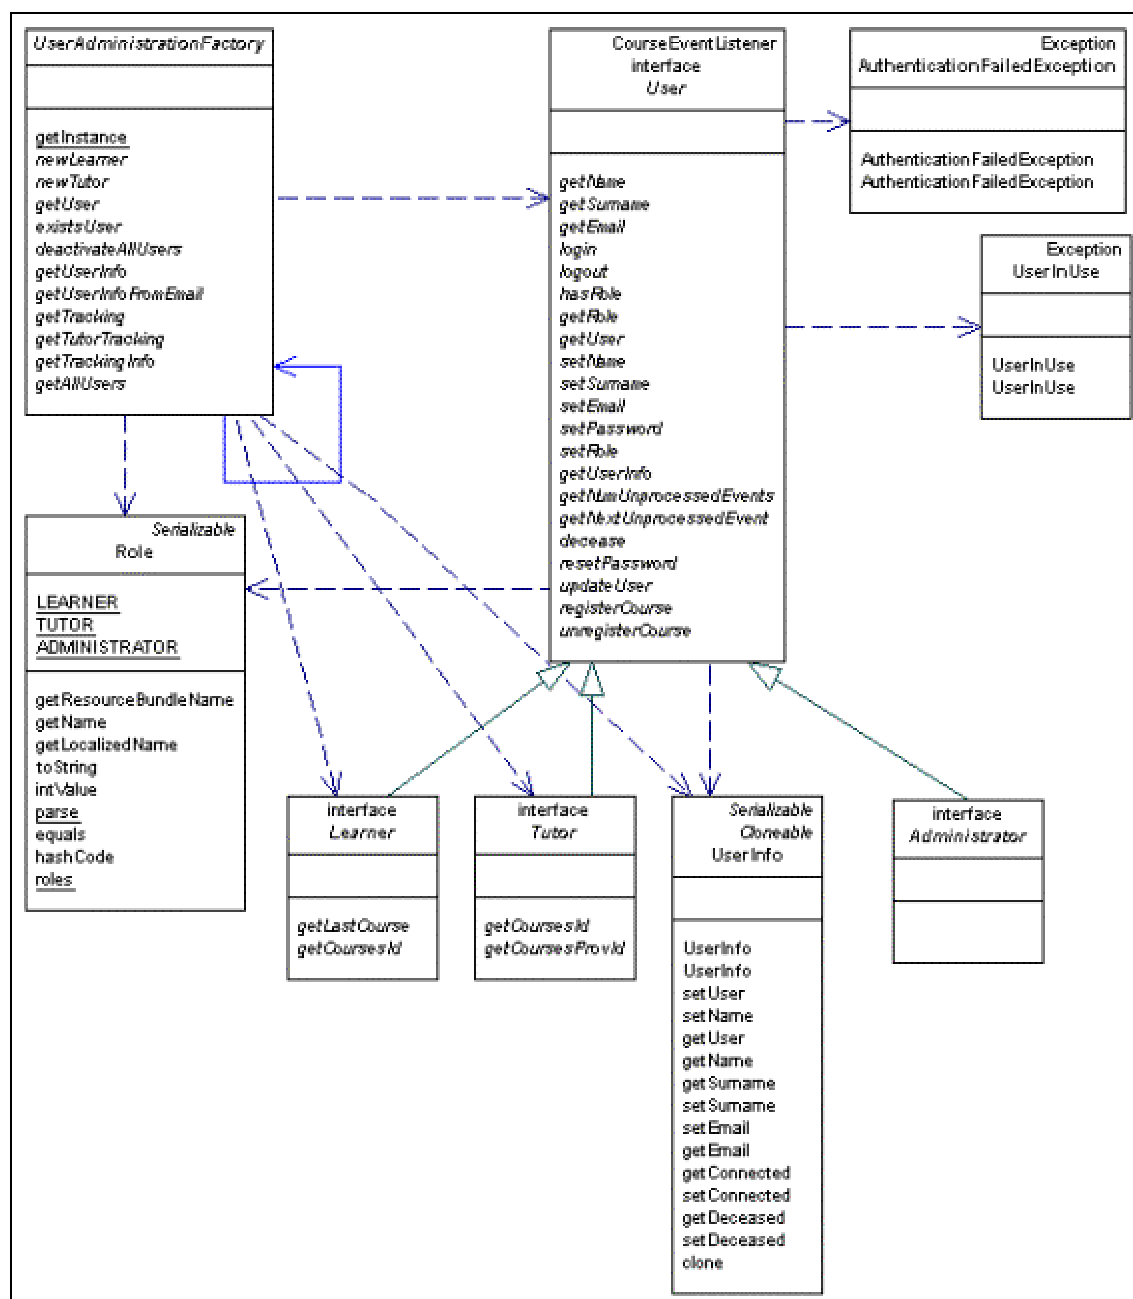 UserAdministrationFactory
getInstance
newLearner
newTutor
getUser
existsUser
deactivateAllUsers
getUserInfo
getUserInfoFromEmail
getTracking
getTutorTracking
getTrackingInfo
getAllUsers
CourseEventListener
interface
User
getName
getSurname
getEmail
login
logout
hasRole
getRole
getUser
setName
setSurname
setEmail
setPassword
setRole
getUserInfo
getNumUnprocessedEvents
getNextUnprocessedEvent
decease
resetPassword
updateUser
registerCourse
unregisterCourse
Exception
AuthenticationFailedException
AuthenticationFailedException
AuthenticationFailedException
Exception
UserInUse
UserInUse
UserInUse
Serializable
Role
LEARNER
TUTOR
ADMINISTRATOR
getResourceBundleName
getName
getLocalizedName
toString
intValue
parse
equals
hashCode
roles
interface
Learner
getLastCourse
getCoursesId
interface
Tutor
getCoursesId
getCoursesProvId
Serializable
Cloneable
UserInfo
UserInfo
UserInfo
setUser
setName
getUser
getName
getSurname
setSurname
setEmail
getEmail
getConnected
setConnected
getDeceased
setDeceased
clone
interface
Administrator